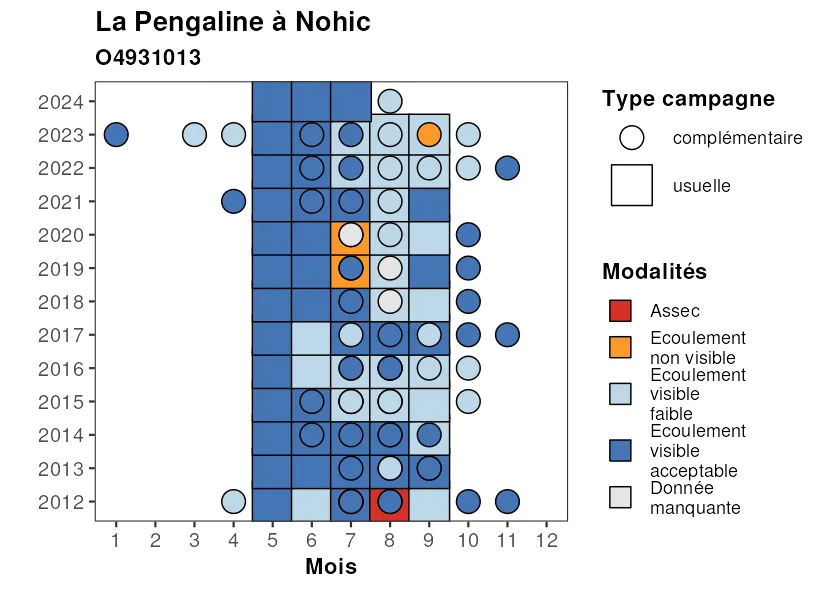 La Pengaline à Nohic
O4931013
2024
2023
2022
2021
2020
2019
2018
2017
2016
2015
2014
2013
2012
1 2 3 4 5 6 7 8 9 10 11 12
Mois
Type campagne
complémentaire
usuelle
Modalités
Assec
Ecoulement
non visible
Ecoulement
visible
faible
Ecoulement
visible
acceptable
Donnée
manquante